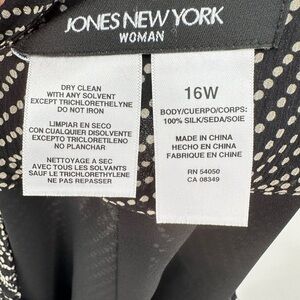 JONES NEW YORK
WOMAN
DRY CLEAN
WITH ANY SOLVENT
EXCEPT TRICHLORETHELYNE
DO NOT IRON
LIMPIAR EN SECO
CON CUALQUIER DISOLVENTE
EXCEPTO TRICLORETILENO
NO PLANCHAR
NETTOYAGE A SEC
AVEC TOUS LES SOLVANTS
SAUF LE TRICHLORETHYLENE
NE PAS REPASSER
16W
BODY/CUERPO/CORPS:
100% SILK/SEDA/SOIE
MADE IN CHINA
HECHO EN CHINA
FABRIQUE EN CHINE
RN 54050
CA 08349